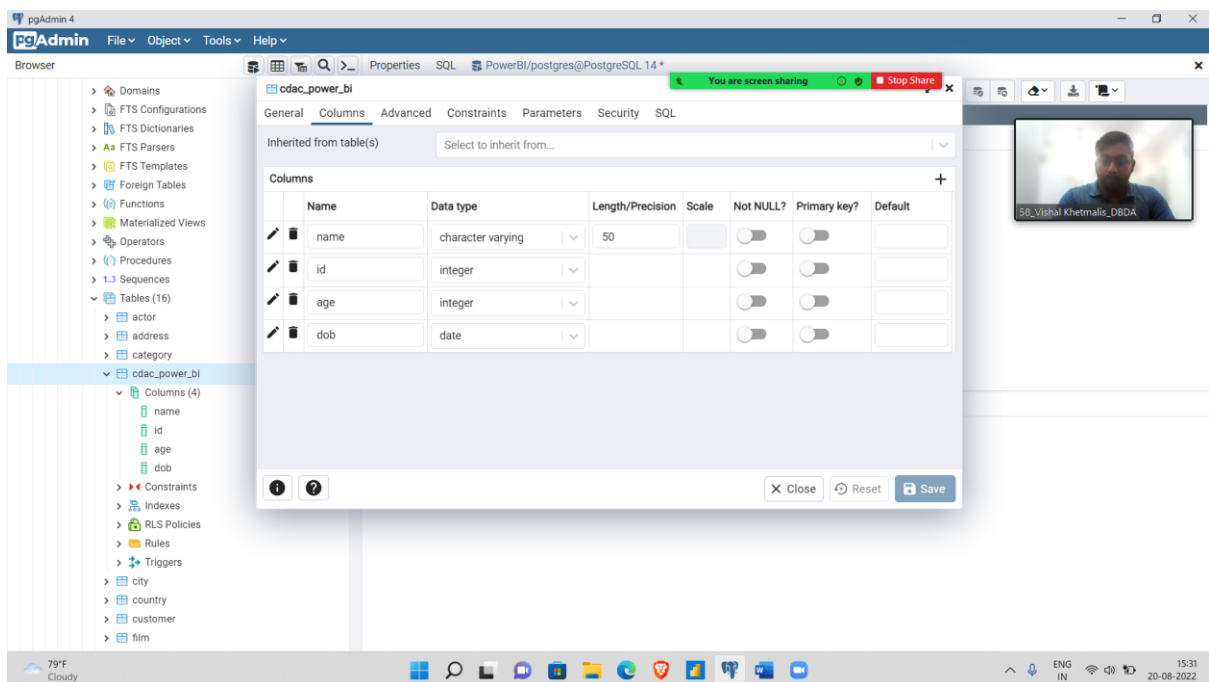 pgAdmin 4
pgAdmin File Object Tools Help
Browser
Properties SQL PowerBI/postgres@PostgreSQL 14 *
You are screen sharing Stop Share
Domains
FTS Configurations
FTS Dictionaries
Aa FTS Parsers
FTS Templates
Foreign Tables
Functions
Materialized Views
Operators
Procedures
1..3 Sequences
Tables (16)
actor
address
category
cdac_power_bi
Columns (4)
name
id
age
dob
Constraints
Indexes
RLS Policies
Rules
Triggers
city
country
customer
film
cdac_power_bi
General Columns Advanced Constraints Parameters Security SQL
Inherited from table(s) Select to inherit from...
Columns
Name Data type Length/Precision Scale Not NULL? Primary key? Default
name character varying 50
id integer
age integer
dob date
Close Reset Save
58_Vishal Khetmalis_DBDA
79°F
Cloudy
ENG
IN
15:31
20-08-2022